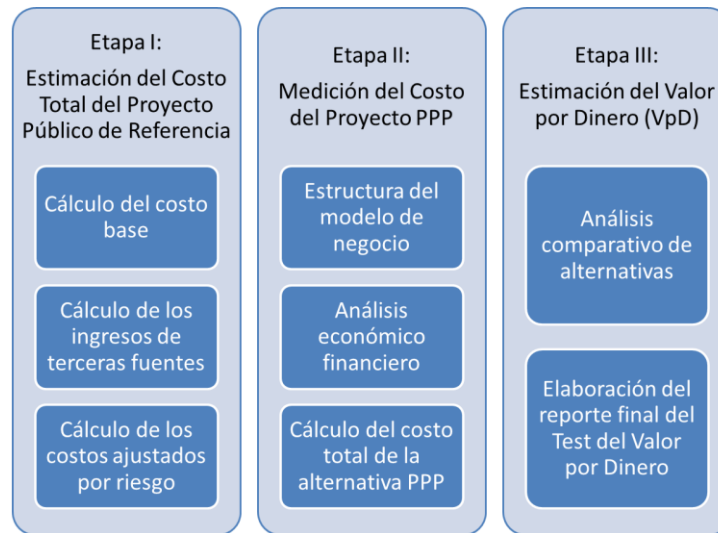 Etapa I:
Estimación del Costo
Total del Proyecto
Público de Referencia
Cálculo del costo
base
Cálculo de los
ingresos de
terceras fuentes
Cálculo de los
costos ajustados
por riesgo
Etapa II:
Medición del Costo
del Proyecto PPP
Estructura del
modelo de
negocio
Análisis
económico
financiero
Cálculo del costo
total de la
alternativa PPP
Etapa III:
Estimación del Valor
por Dinero (VpD)
Análisis
comparativo de
alternativas
Elaboración del
reporte final del
Test del Valor
por Dinero